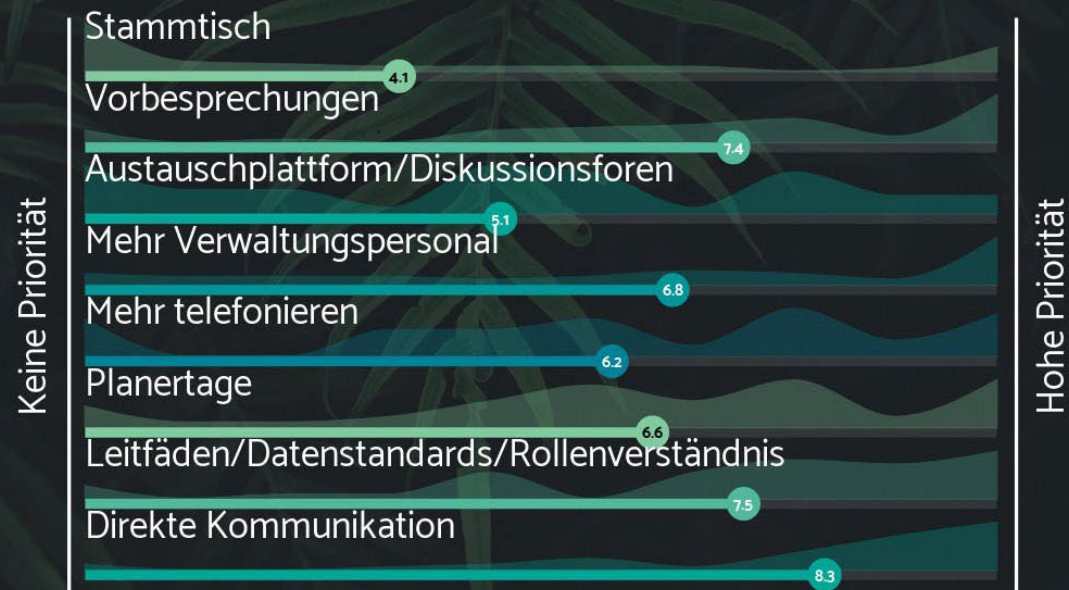 Stammtisch
4.1
Vorbesprechungen
7.4
Austauschplattform/Diskussionsforen
5.1
Mehr Verwaltungspersonal
6.8
Mehr telefonieren
6.2
Planertage
6.6
Leitfäden/Datenstandards/Rollenverständnis
7.5
Direkte Kommunikation
8.3
Keine Priorität
Hohe Priorität